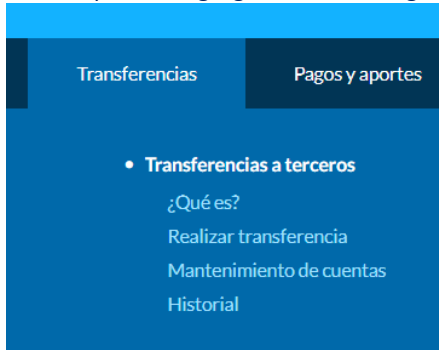 Transferencias
Pagos y aportes
• Transferencias a terceros
¿Qué es?
Realizar transferencia
Mantenimiento de cuentas
Historial